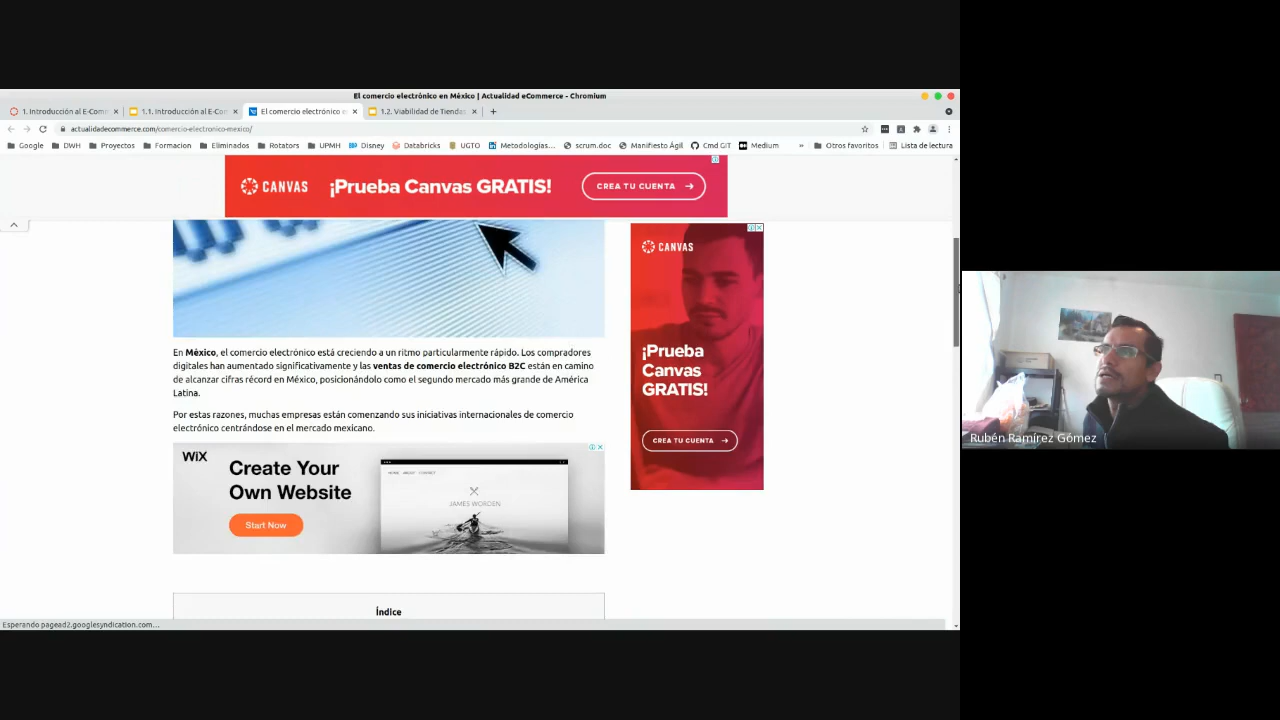 El comercio electrónico en México | Actualidad eCommerce - Chromium
1. Introducción al E-Com
1.1. Introducción al E-Co
El comercio electrónico e
1.2. Viabilidad de Tienda
actualidadecommerce.com/comercio-electronico-mexico/
Google
DWH
Proyectos
Formacion
Eliminados
Rotators
UPMH
Disney
Databricks
UGTO
Metodologías...
scrum.doc
Manifiesto Ágil
Cmd GIT
Medium
»
Otros favoritos
Lista de lectura
CANVAS
¡Prueba Canvas GRATIS!
CREA TU CUENTA
CANVAS
¡Prueba
Canvas
GRATIS!
CREA TU CUENTA
En México, el comercio electrónico está creciendo a un ritmo particularmente rápido. Los compradores
digitales han aumentado significativamente y las ventas de comercio electrónico B2C están en camino
de alcanzar cifras récord en México, posicionándolo como el segundo mercado más grande de América
Latina.
Por estas razones, muchas empresas están comenzando sus iniciativas internacionales de comercio
electrónico centrándose en el mercado mexicano.
WiX
Create Your
Own Website
Start Now
HOME ABOUT CONTACT
JAMES WORDEN
Índice
Esperando pagead2.googlesyndication.com...
Rubén Ramírez Gómez